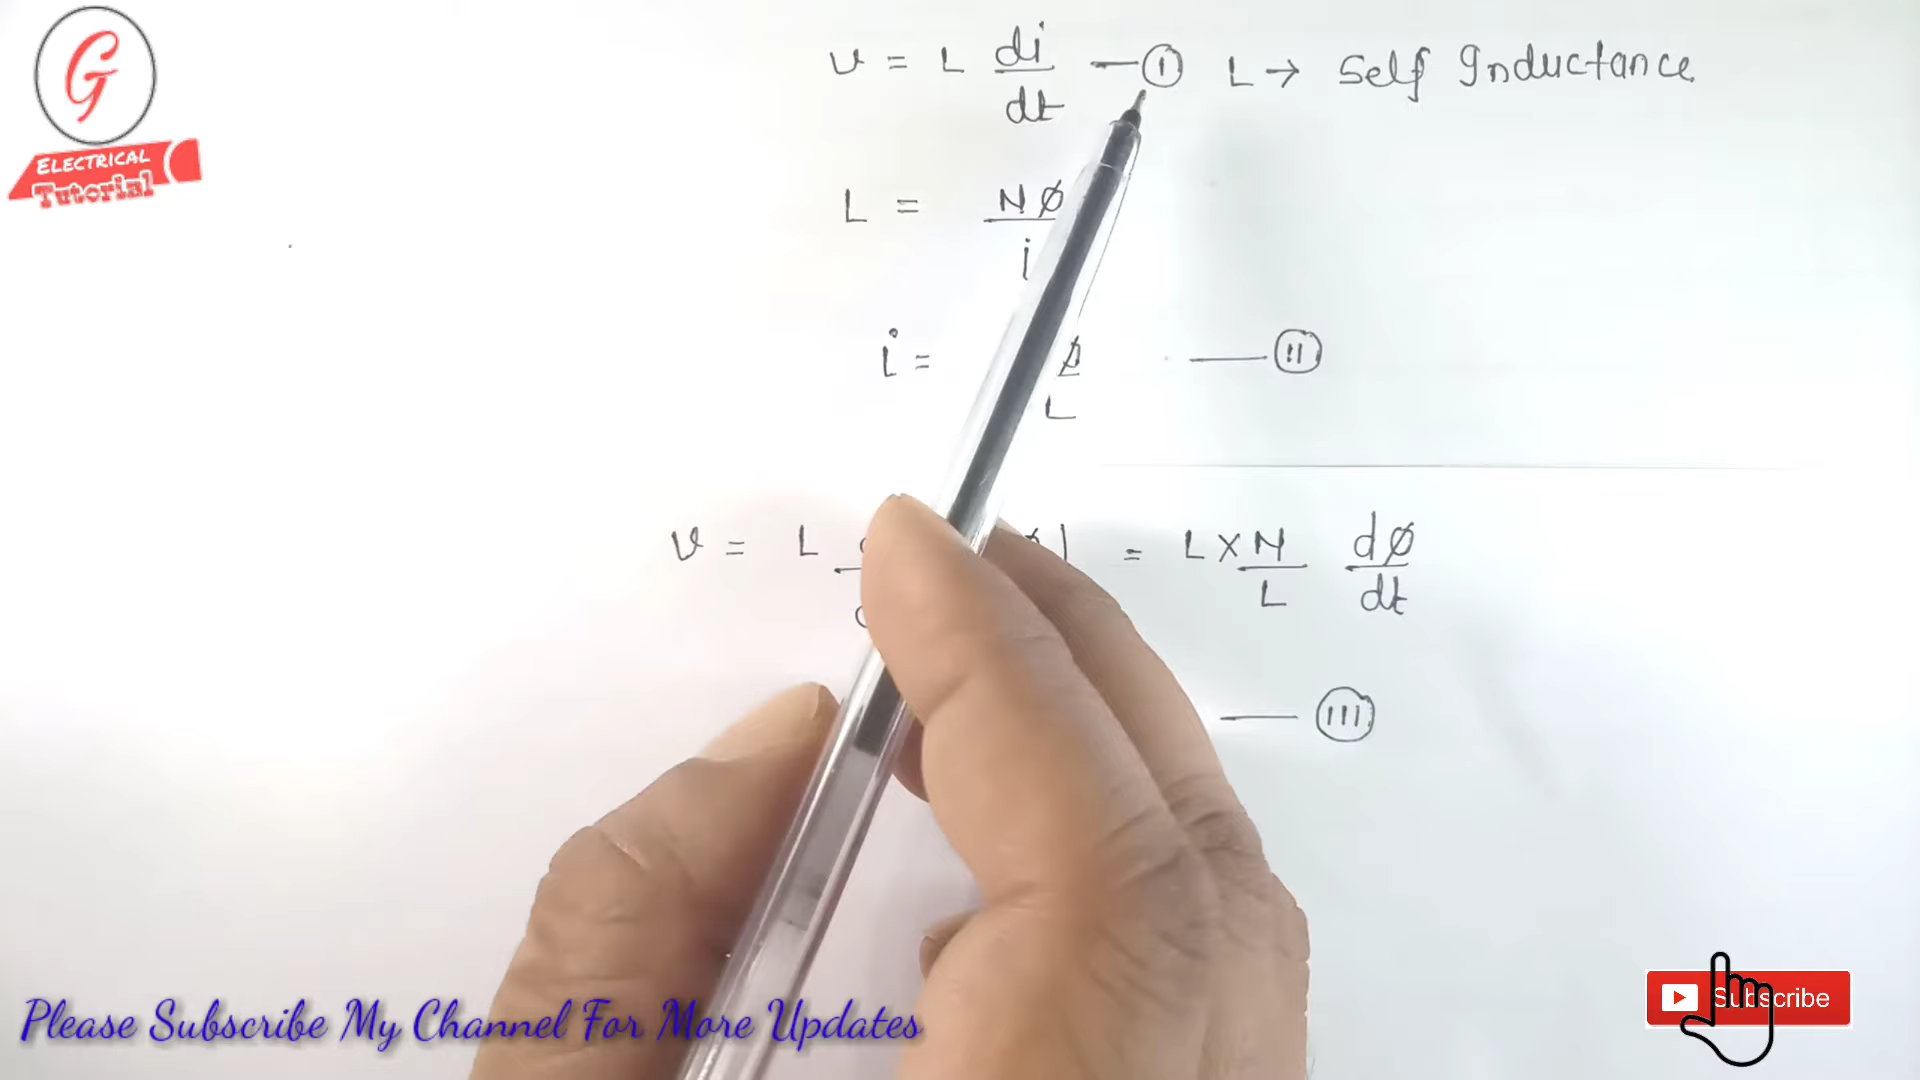 G
ELECTRICAL
Tutorial
v = L di/dt — (I) L → Self Inductance
L = Nφ/i
i = φ/L — (II)
v = L = L × N/L dφ/dt
— (III)
Please Subscribe My Channel For More Updates
Subscribe